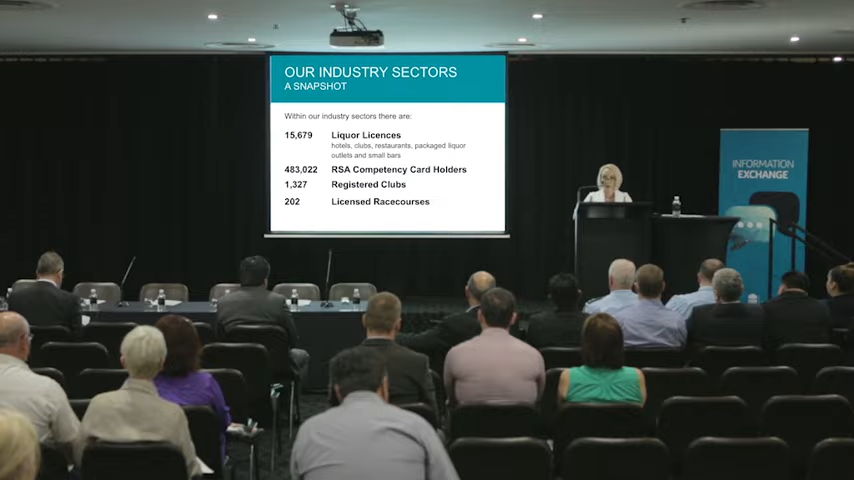 OUR INDUSTRY SECTORS
A SNAPSHOT
Within our industry sectors there are:
15,679 Liquor Licences
hotels, clubs, restaurants, packaged liquor
outlets and small bars
483,022 RSA Competency Card Holders
1,327 Registered Clubs
202 Licensed Racecourses
INFORMATION
EXCHANGE